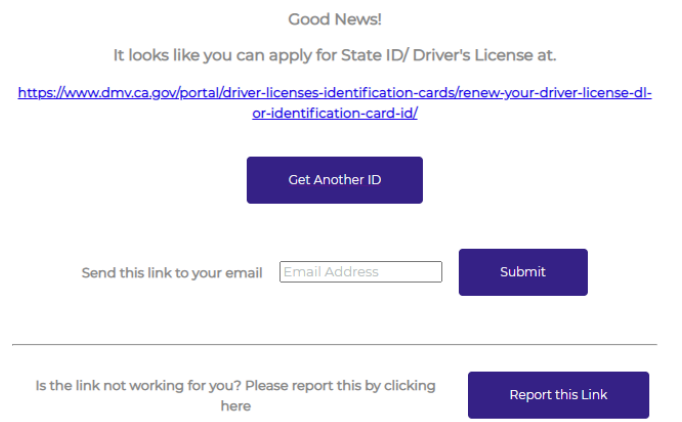 Good News!
It looks like you can apply for State ID/ Driver's License at.
https://www.dmv.ca.gov/portal/driver-licenses-identification-cards/renew-your-driver-license-dl-
or-identification-card-id/
Get Another ID
Send this link to your email
Email Address
Submit
Is the link not working for you? Please report this by clicking
here
Report this Link